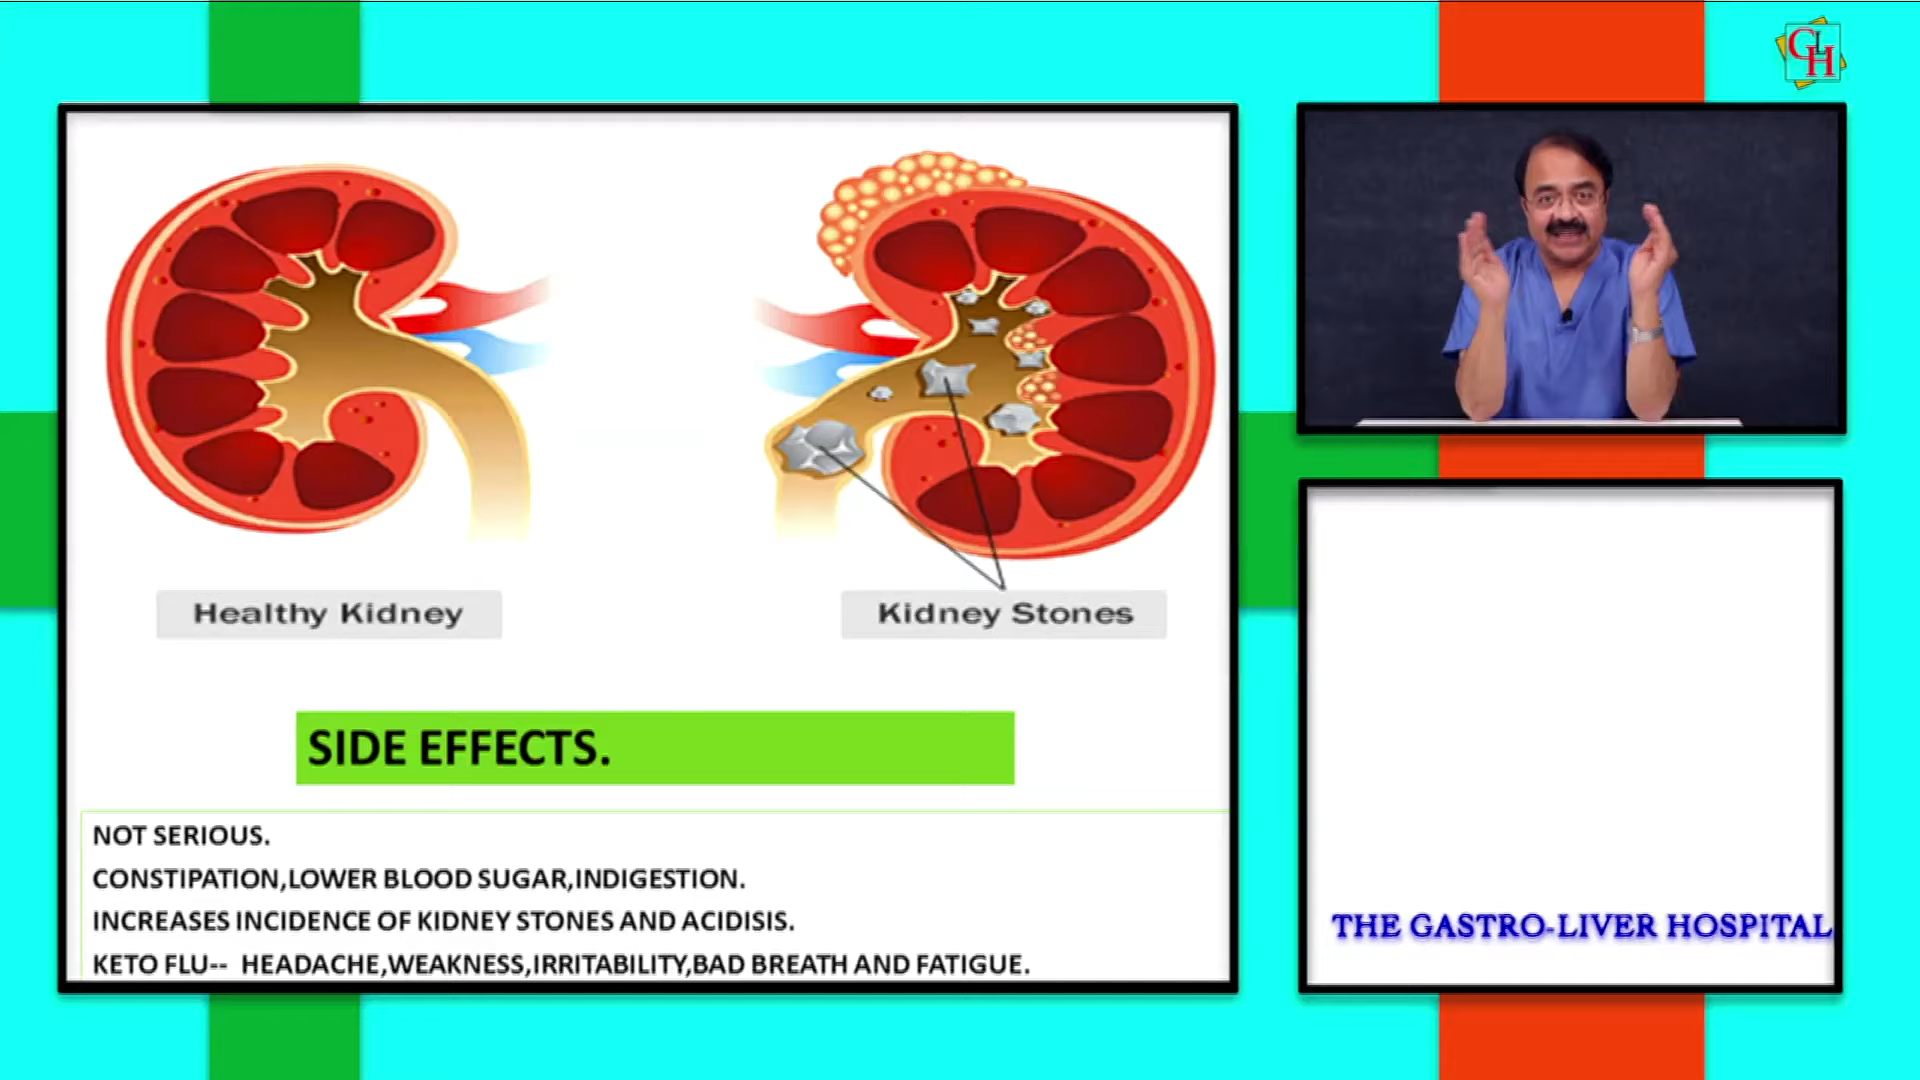 GLH
Healthy Kidney
Kidney Stones
SIDE EFFECTS.
NOT SERIOUS.
CONSTIPATION,LOWER BLOOD SUGAR,INDIGESTION.
INCREASES INCIDENCE OF KIDNEY STONES AND ACIDISIS.
KETO FLU-- HEADACHE,WEAKNESS,IRRITABILITY,BAD BREATH AND FATIGUE.
THE GASTRO-LIVER HOSPITAL